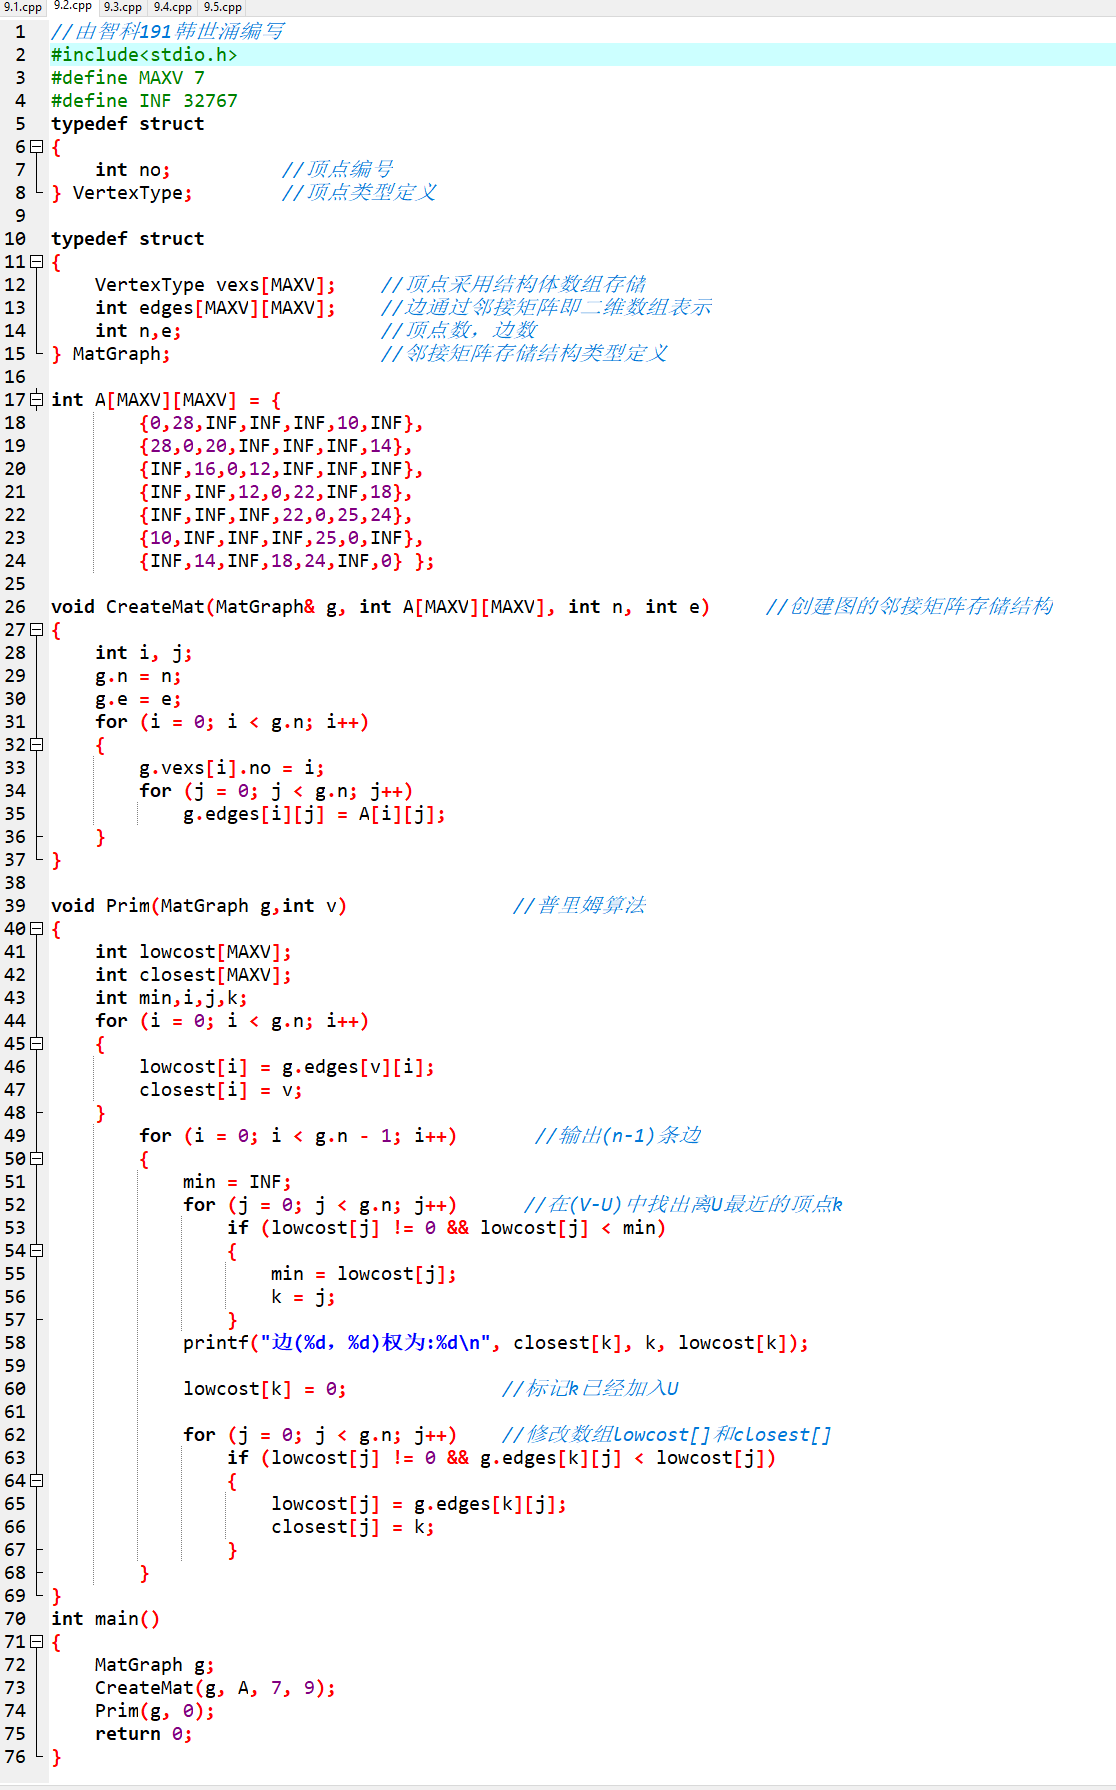 9.1.cpp 9.2.cpp 9.3.cpp 9.4.cpp 9.5.cpp
1 //由智科191韩世涌编写
2 #include<stdio.h>
3 #define MAXV 7
4 #define INF 32767
5 typedef struct
6 {
7     int no;          //顶点编号
8 } VertexType;        //顶点类型定义
9
10 typedef struct
11 {
12     VertexType vexs[MAXV];    //顶点采用结构体数组存储
13     int edges[MAXV][MAXV];    //边通过邻接矩阵即二维数组表示
14     int n,e;                  //顶点数，边数
15 } MatGraph;                   //邻接矩阵存储结构类型定义
16
17 int A[MAXV][MAXV] = {
18         {0,28,INF,INF,INF,10,INF},
19         {28,0,20,INF,INF,INF,14},
20         {INF,16,0,12,INF,INF,INF},
21         {INF,INF,12,0,22,INF,18},
22         {INF,INF,INF,22,0,25,24},
23         {10,INF,INF,INF,25,0,INF},
24         {INF,14,INF,18,24,INF,0} };
25
26 void CreateMat(MatGraph& g, int A[MAXV][MAXV], int n, int e)     //创建图的邻接矩阵存储结构
27 {
28     int i, j;
29     g.n = n;
30     g.e = e;
31     for (i = 0; i < g.n; i++)
32     {
33         g.vexs[i].no = i;
34         for (j = 0; j < g.n; j++)
35             g.edges[i][j] = A[i][j];
36     }
37 }
38
39 void Prim(MatGraph g,int v)               //普里姆算法
40 {
41     int lowcost[MAXV];
42     int closest[MAXV];
43     int min,i,j,k;
44     for (i = 0; i < g.n; i++)
45     {
46         lowcost[i] = g.edges[v][i];
47         closest[i] = v;
48     }
49         for (i = 0; i < g.n - 1; i++)       //输出(n-1)条边
50         {
51             min = INF;
52             for (j = 0; j < g.n; j++)      //在(V-U)中找出离U最近的顶点k
53                 if (lowcost[j] != 0 && lowcost[j] < min)
54                 {
55                     min = lowcost[j];
56                     k = j;
57                 }
58             printf("边(%d，%d)权为:%d\n", closest[k], k, lowcost[k]);
59
60             lowcost[k] = 0;              //标记k已经加入U
61
62             for (j = 0; j < g.n; j++)    //修改数组lowcost[]和closest[]
63                 if (lowcost[j] != 0 && g.edges[k][j] < lowcost[j])
64                 {
65                     lowcost[j] = g.edges[k][j];
66                     closest[j] = k;
67                 }
68         }
69 }
70 int main()
71 {
72     MatGraph g;
73     CreateMat(g, A, 7, 9);
74     Prim(g, 0);
75     return 0;
76 }